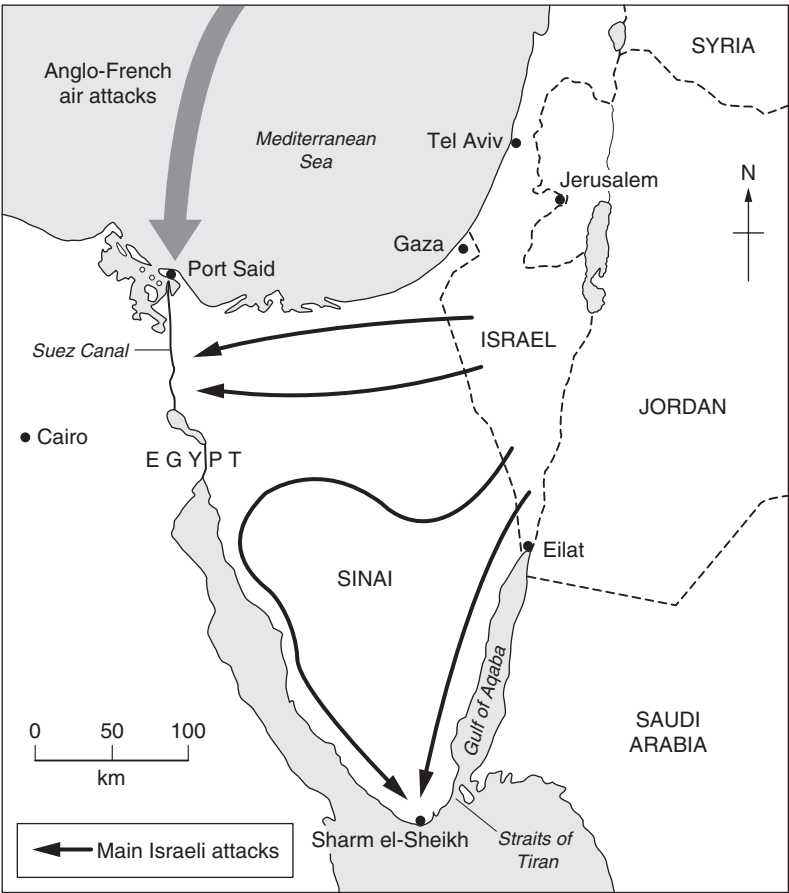 SYRIA
Anglo-French
air attacks
Mediterranean
Sea
Tel Aviv
Jerusalem
N
Gaza
Port Said
ISRAEL
Suez Canal
JORDAN
Cairo
EGYPT
Eilat
SINAI
Gulf of Aqaba
SAUDI
ARABIA
0 50 100
km
Sharm el-Sheikh
Straits of
Tiran
Main Israeli attacks